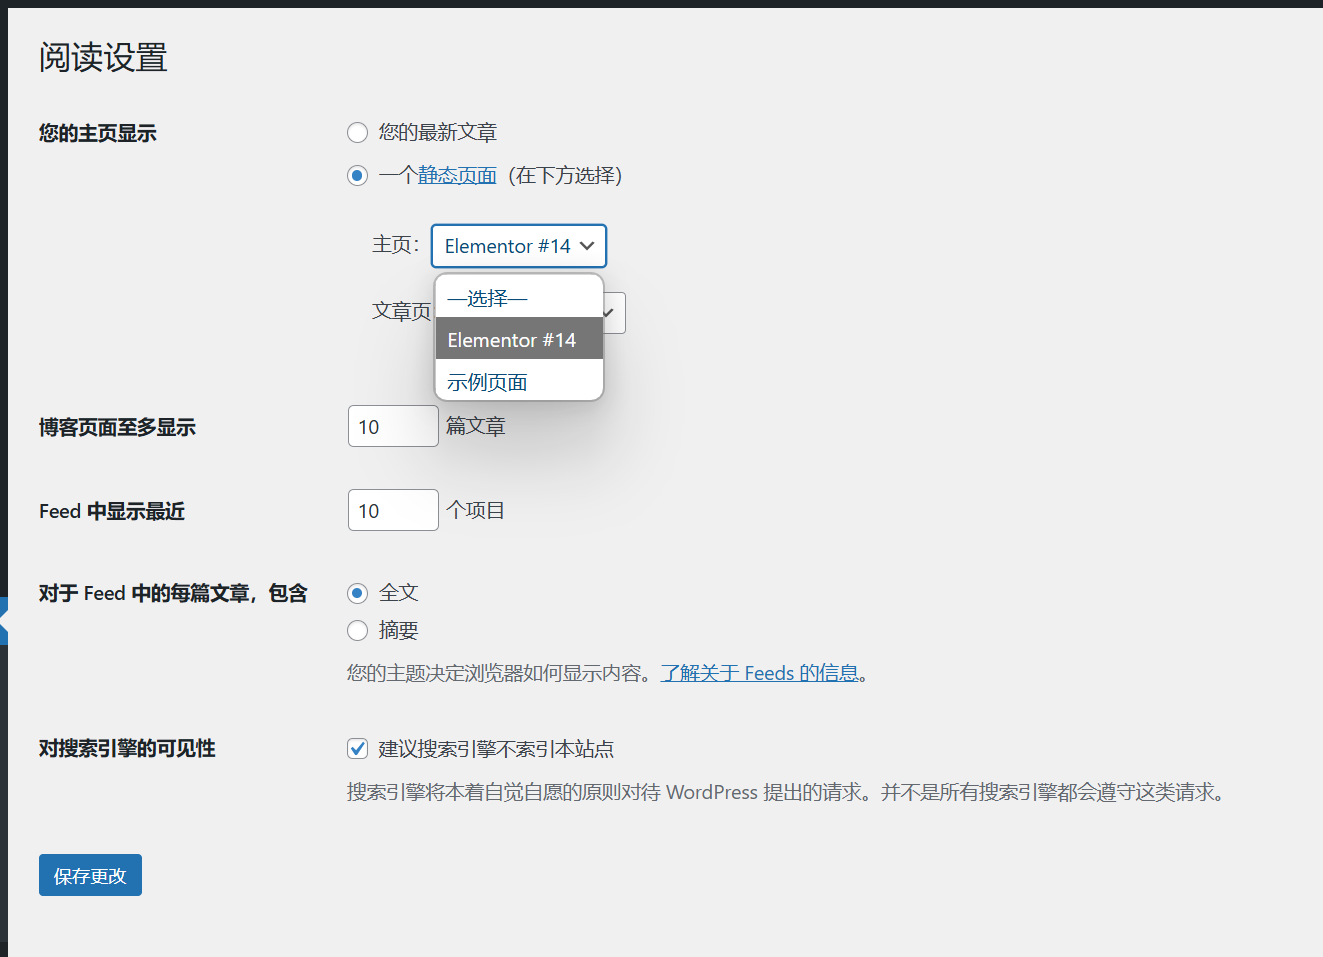 阅读设置
您的主页显示
您的最新文章
一个静态页面（在下方选择）
主页：
Elementor #14
—选择—
Elementor #14
示例页面
文章页
博客页面至多显示
10 篇文章
Feed 中显示最近
10 个项目
对于 Feed 中的每篇文章，包含
全文
摘要
您的主题决定浏览器如何显示内容。了解关于 Feeds 的信息。
对搜索引擎的可见性
建议搜索引擎不索引本站点
搜索引擎将本着自觉自愿的原则对待 WordPress 提出的请求。并不是所有搜索引擎都会遵守这类请求。
保存更改